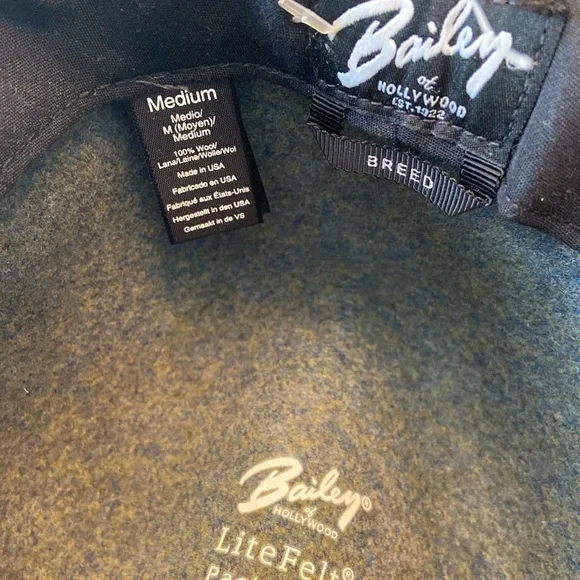 Bailey
of
HOLLYWOOD
EST.1922
BREED
Medium
Medio/
M (Moyen)/
Medium
100% Wool/
Lana/Laine/Wolle/Wol
Made in USA
Fabricado en USA
Fabriqué aux États-Unis
Hergestellt in den USA
Gemaakt in de VS
Bailey®
of
HOLLYWOOD
LiteFelt®